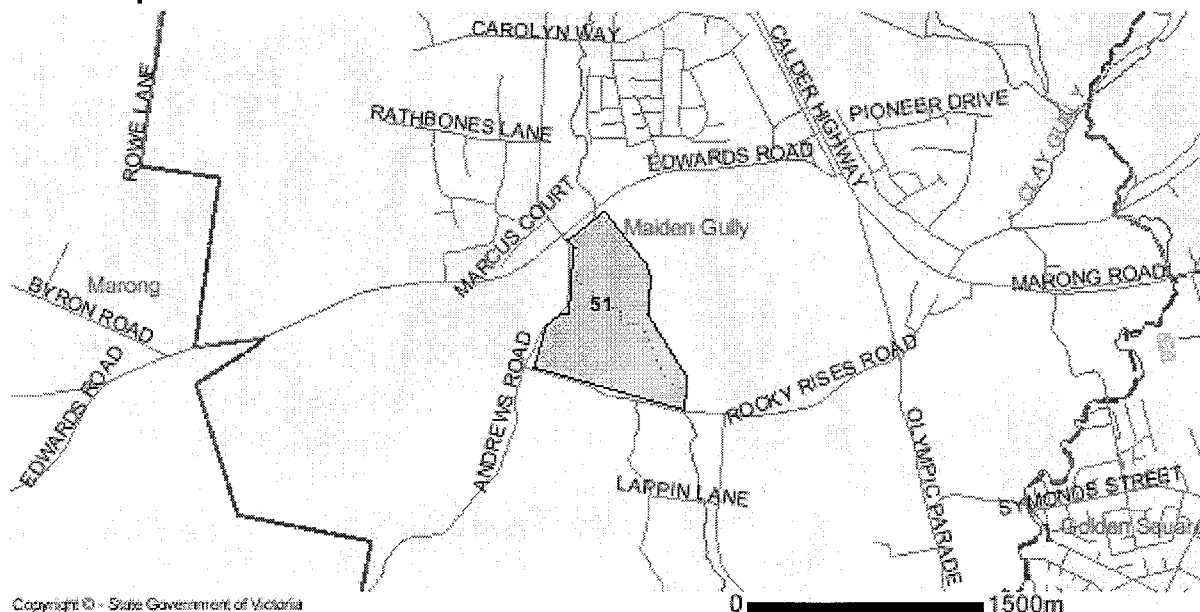 CAROLYN WAY
CALDER HIGHWAY
ROWE LANE
RATHBONES LANE
PIONEER DRIVE
EDWARDS ROAD
CLAY GULLY
MARCUS COURT
Maiden Gully
Marong
BYRON ROAD
MARONG ROAD
51
ANDREWS ROAD
ROCKY RISES ROAD
EDWARDS ROAD
OLYMPIC PARADE
LAPPIN LANE
SYMONDS STREET
Golden Square
Copyright © - State Government of Victoria
0 1500m